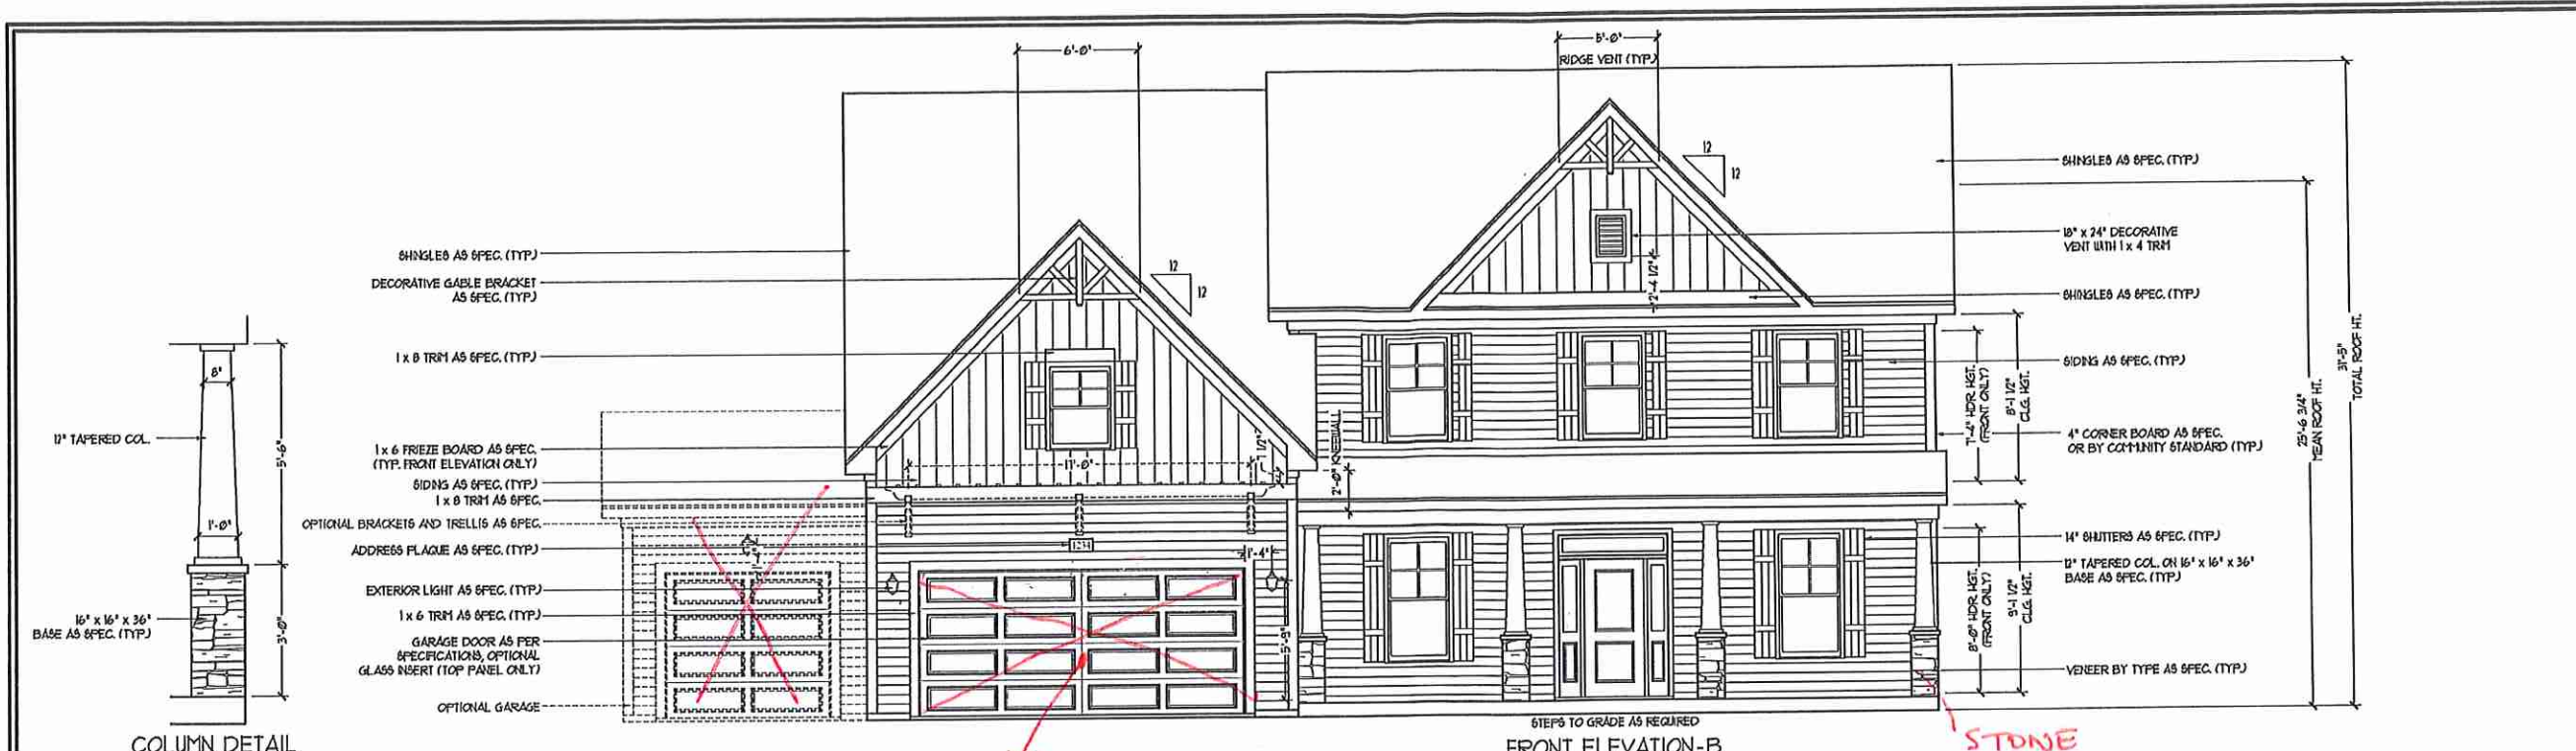 6'-0"
5'-0"
RIDGE VENT (TYP.)
12
12
SHINGLES AS SPEC. (TYP.)
18" x 24" DECORATIVE
VENT WITH 1 x 4 TRIM
2'-4 1/2"
SHINGLES AS SPEC. (TYP.)
SIDING AS SPEC. (TYP.)
7'-4" HDR. HGT.
(FRONT ONLY)
8'-1 1/2"
CLG. HGT.
25'-6 3/4"
MEAN ROOF HT.
31'-5"
TOTAL ROOF HT.
4" CORNER BOARD AS SPEC.
OR BY COMMUNITY STANDARD (TYP.)
14" SHUTTERS AS SPEC. (TYP.)
12" TAPERED COL. ON 16" x 16" x 36"
BASE AS SPEC. (TYP.)
8'-0" HDR. HGT.
(FRONT ONLY)
9'-1 1/2"
CLG. HGT.
VENEER BY TYPE AS SPEC. (TYP.)
SHINGLES AS SPEC. (TYP.)
DECORATIVE GABLE BRACKET
AS SPEC. (TYP.)
12
12
1 x 8 TRIM AS SPEC. (TYP.)
1 x 6 FRIEZE BOARD AS SPEC.
(TYP. FRONT ELEVATION ONLY)
11'-0"
2'-0" KNEEWALL
SIDING AS SPEC. (TYP.)
1 x 8 TRIM AS SPEC.
OPTIONAL BRACKETS AND TRELLIS AS SPEC.
ADDRESS PLAQUE AS SPEC. (TYP.)
1234
1'-4"
EXTERIOR LIGHT AS SPEC. (TYP.)
1 x 6 TRIM AS SPEC. (TYP.)
GARAGE DOOR AS PER
SPECIFICATIONS, OPTIONAL
GLASS INSERT (TOP PANEL ONLY)
5'-9"
OPTIONAL GARAGE
8"
12" TAPERED COL.
5'-6"
1'-0"
16" x 16" x 36"
BASE AS SPEC. (TYP.)
3'-0"
COLUMN DETAIL
STEPS TO GRADE AS REQUIRED
FRONT ELEVATION-B
STONE